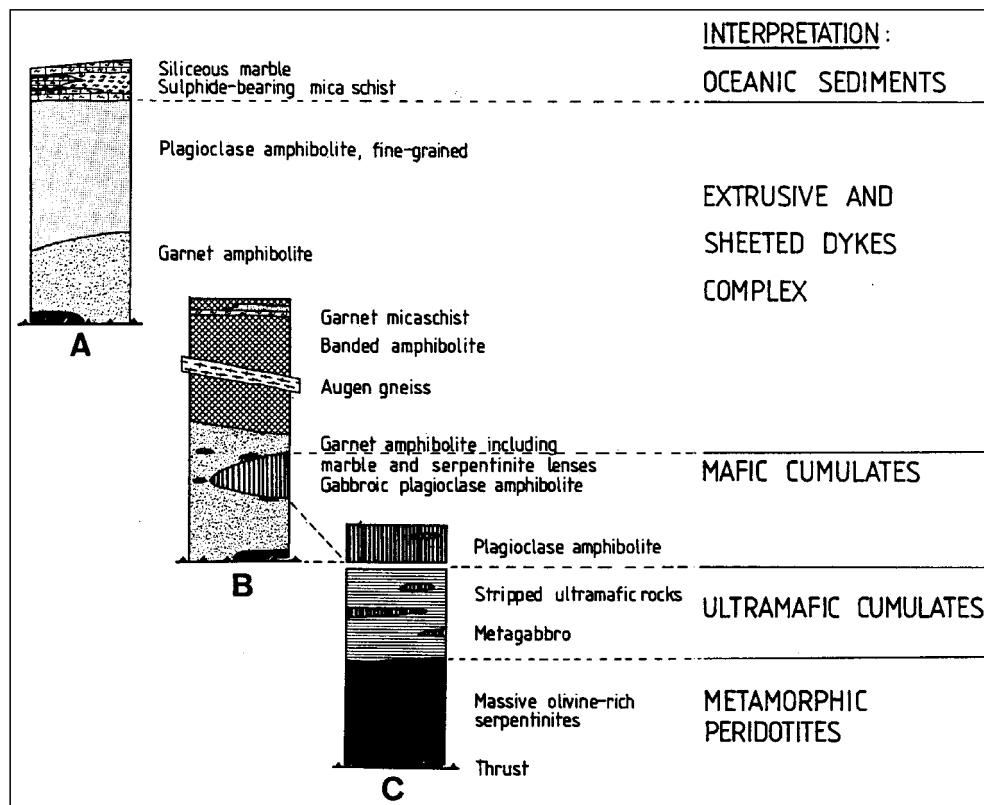 INTERPRETATION :
Siliceous marble
Sulphide-bearing mica schist
OCEANIC SEDIMENTS
Plagioclase amphibolite, fine-grained
EXTRUSIVE AND
SHEETED DYKES
COMPLEX
Garnet amphibolite
A
Garnet micaschist
Banded amphibolite
Augen gneiss
Garnet amphibolite including
marble and serpentinite lenses
Gabbroic plagioclase amphibolite
MAFIC CUMULATES
B
Plagioclase amphibolite
Stripped ultramafic rocks
ULTRAMAFIC CUMULATES
Metagabbro
Massive olivine-rich
serpentinites
METAMORPHIC
PERIDOTITES
Thrust
C